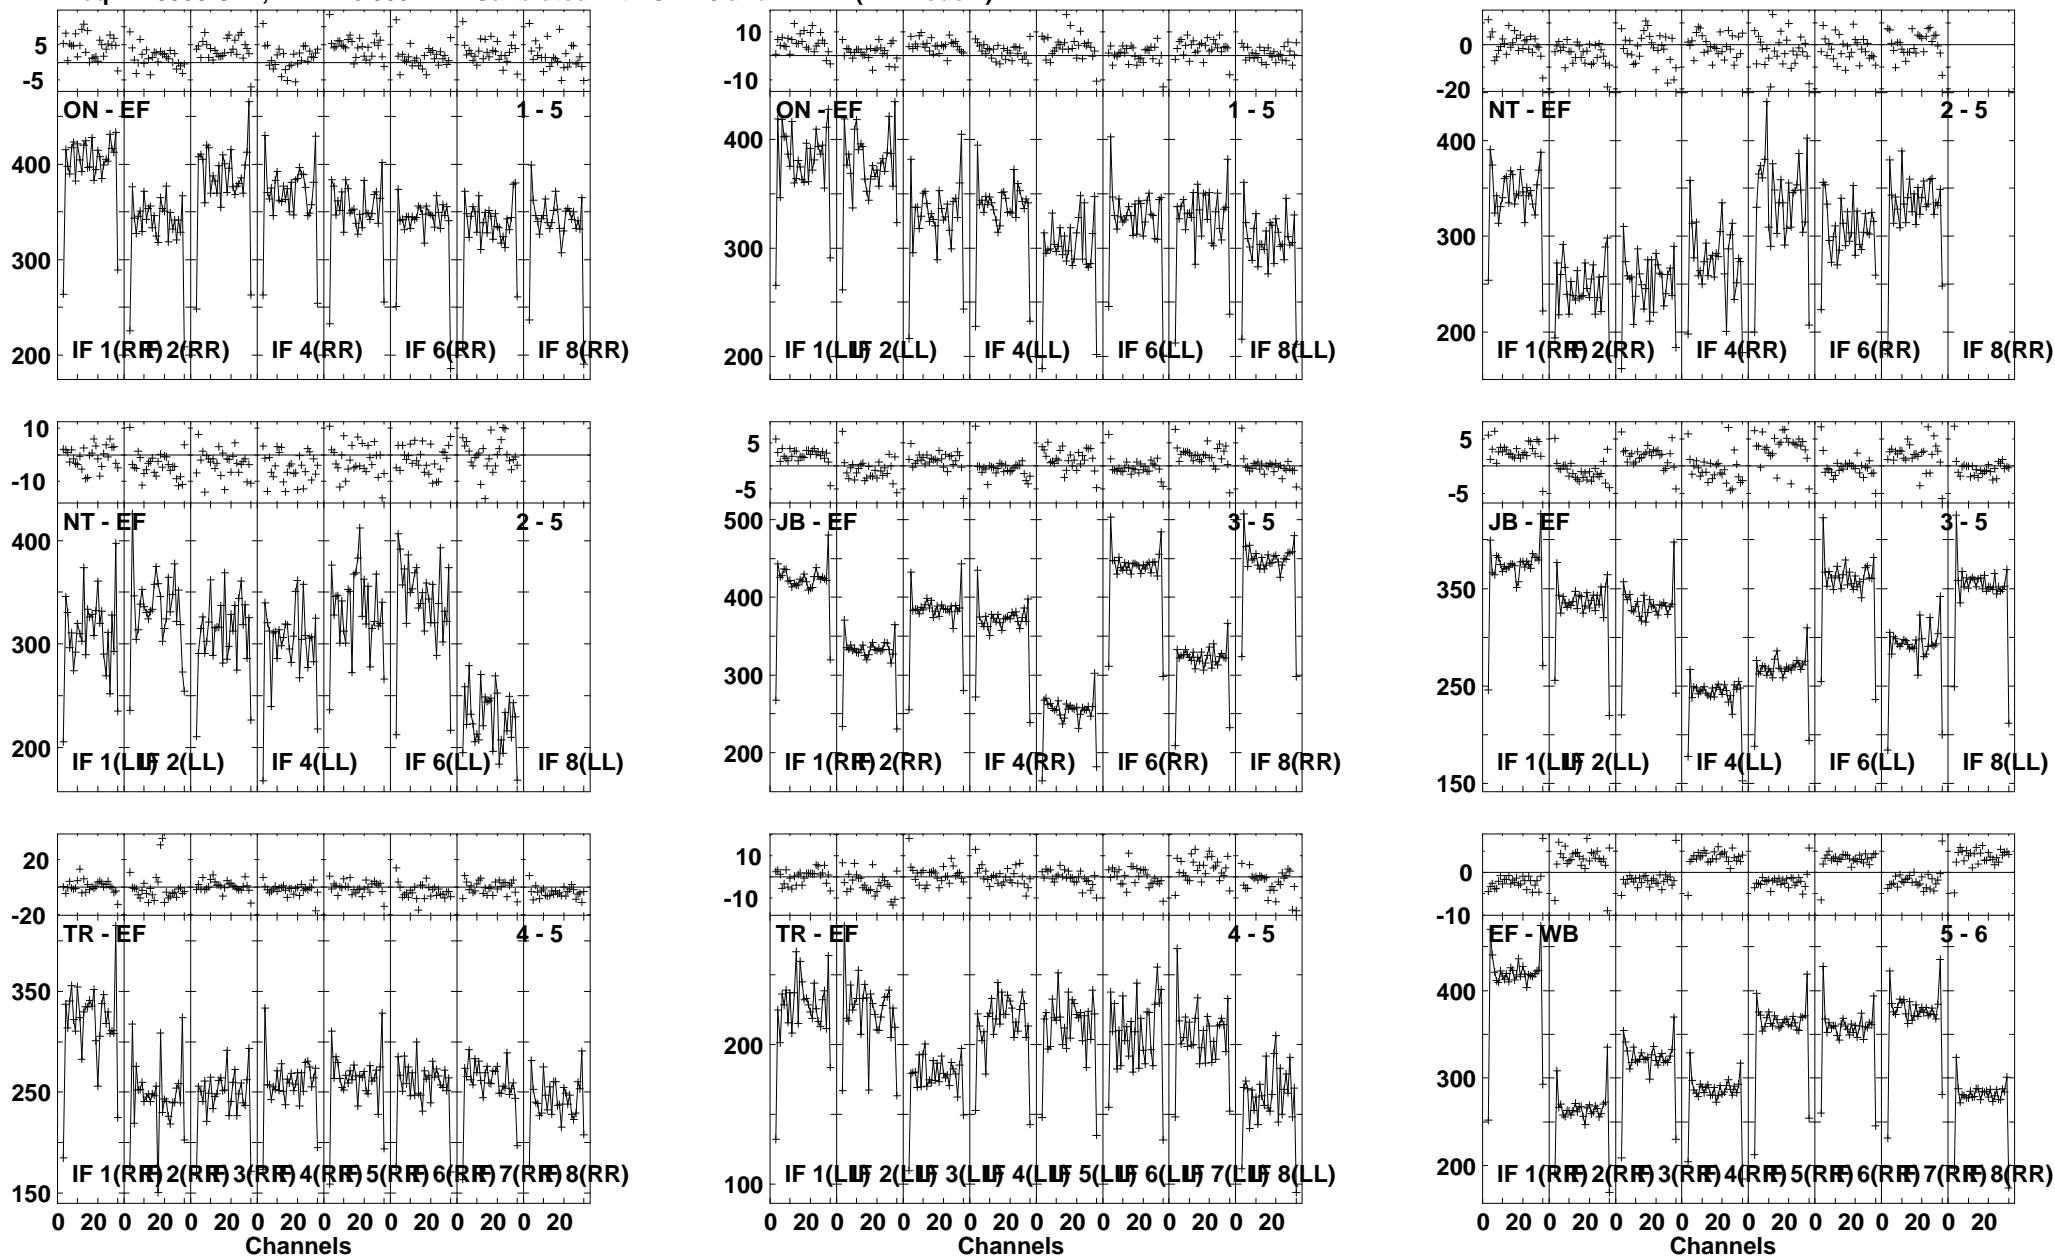 5
-5
ON - EF 1 - 5
400
300
200
IF 1(RR) IF 2(RR) IF 4(RR) IF 6(RR) IF 8(RR)
10
-10
ON - EF 1 - 5
400
300
200
IF 1(LL) IF 2(LL) IF 4(LL) IF 6(LL) IF 8(LL)
0
-20
NT - EF 2 - 5
400
300
200
IF 1(RR) IF 2(RR) IF 4(RR) IF 6(RR) IF 8(RR)
10
-10
NT - EF 2 - 5
400
300
200
IF 1(LL) IF 2(LL) IF 4(LL) IF 6(LL) IF 8(LL)
5
-5
JB - EF 3 - 5
500
400
300
200
IF 1(RR) IF 2(RR) IF 4(RR) IF 6(RR) IF 8(RR)
5
-5
JB - EF 3 - 5
350
250
150
IF 1(LL) IF 2(LL) IF 4(LL) IF 6(LL) IF 8(LL)
20
-20
TR - EF 4 - 5
350
250
150
IF 1(RR) IF 2(RR) IF 3(RR) IF 4(RR) IF 5(RR) IF 6(RR) IF 7(RR) IF 8(RR)
0 20 0 20 0 20 0 20 0 20 0 20 0 20 0 20
Channels
10
-10
TR - EF 4 - 5
200
100
IF 1(LL) IF 2(LL) IF 3(LL) IF 4(LL) IF 5(LL) IF 6(LL) IF 7(LL) IF 8(LL)
0 20 0 20 0 20 0 20 0 20 0 20 0 20 0 20
Channels
0
-10
EF - WB 5 - 6
400
300
200
IF 1(RR) IF 2(RR) IF 3(RR) IF 4(RR) IF 5(RR) IF 6(RR) IF 7(RR) IF 8(RR)
0 20 0 20 0 20 0 20 0 20 0 20 0 20 0 20
Channels